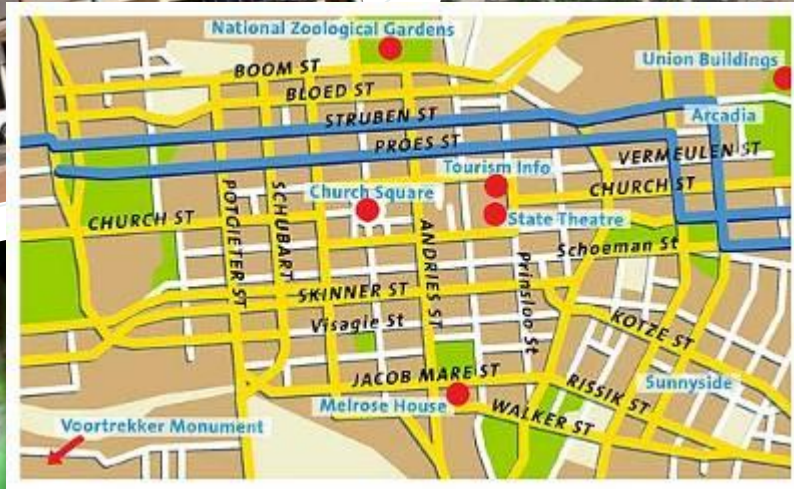 National Zoological Gardens
Union Buildings
BOOM ST
BLOED ST
STRUBEN ST
Arcadia
PROES ST
VERMEULEN ST
Tourism Info
CHURCH ST
Church Square
State Theatre
CHURCH ST
POTGIETER ST
SCHUBART
ANDRIES ST
Prinsloo St
Schoeman St
SKINNER ST
Visagie St
KOTZE ST
JACOB MARE ST
RISSIK ST
Sunnyside
Melrose House
WALKER ST
Voortrekker Monument